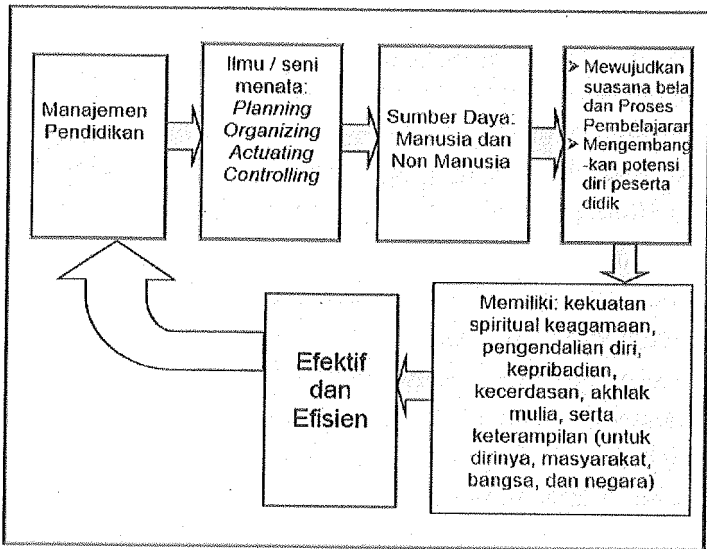 Manajemen
Pendidikan
Ilmu / seni
menata:
Planning
Organizing
Actuating
Controlling
Sumber Daya:
Manusia dan
Non Manusia
➢ Mewujudkan
suasana bela
dan Proses
Pembelajaran
➢ Mengembang
-kan potensi
diri peserta
didik
Memiliki: kekuatan
spiritual keagamaan,
pengendalian diri,
kepribadian,
kecerdasan, akhlak
mulia, serta
keterampilan (untuk
dirinya, masyarakat,
bangsa, dan negara)
Efektif
dan
Efisien